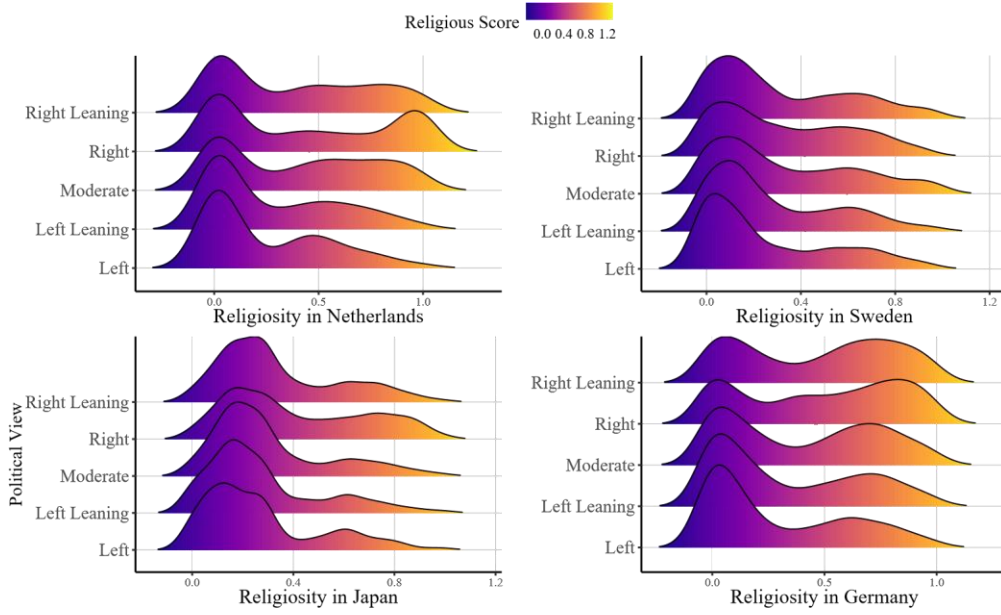 Religious Score
0.0 0.4 0.8 1.2
Right Leaning
Right
Moderate
Left Leaning
Left
0.0 0.5 1.0
Religiosity in Netherlands
Right Leaning
Right
Moderate
Left Leaning
Left
0.0 0.4 0.8 1.2
Religiosity in Sweden
Political View
Right Leaning
Right
Moderate
Left Leaning
Left
0.0 0.4 0.8 1.2
Religiosity in Japan
Right Leaning
Right
Moderate
Left Leaning
Left
0.0 0.5 1.0
Religiosity in Germany